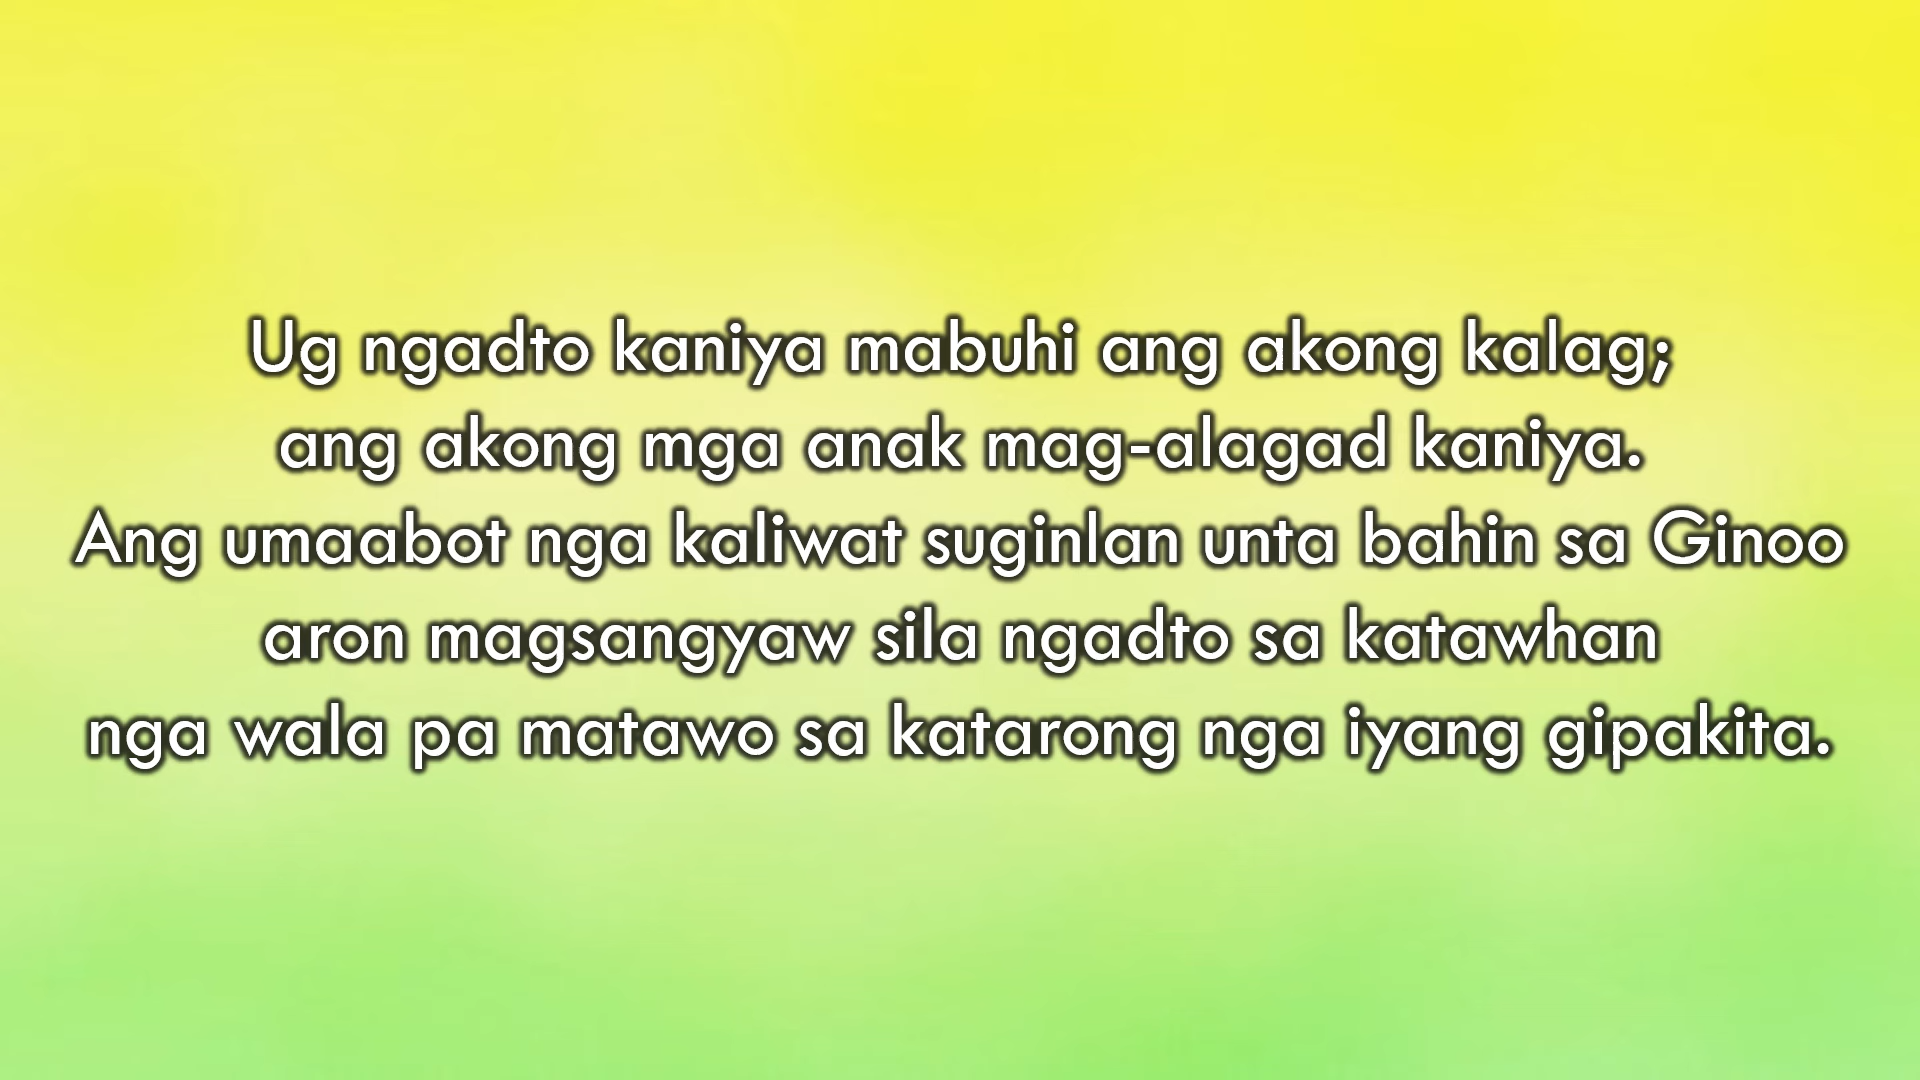 Ug ngadto kaniya mabuhi ang akong kalag;
ang akong mga anak mag-alagad kaniya.
Ang umaabot nga kaliwat suginlan unta bahin sa Ginoo
aron magsangyaw sila ngadto sa katawhan
nga wala pa matawo sa katarong nga iyang gipakita.